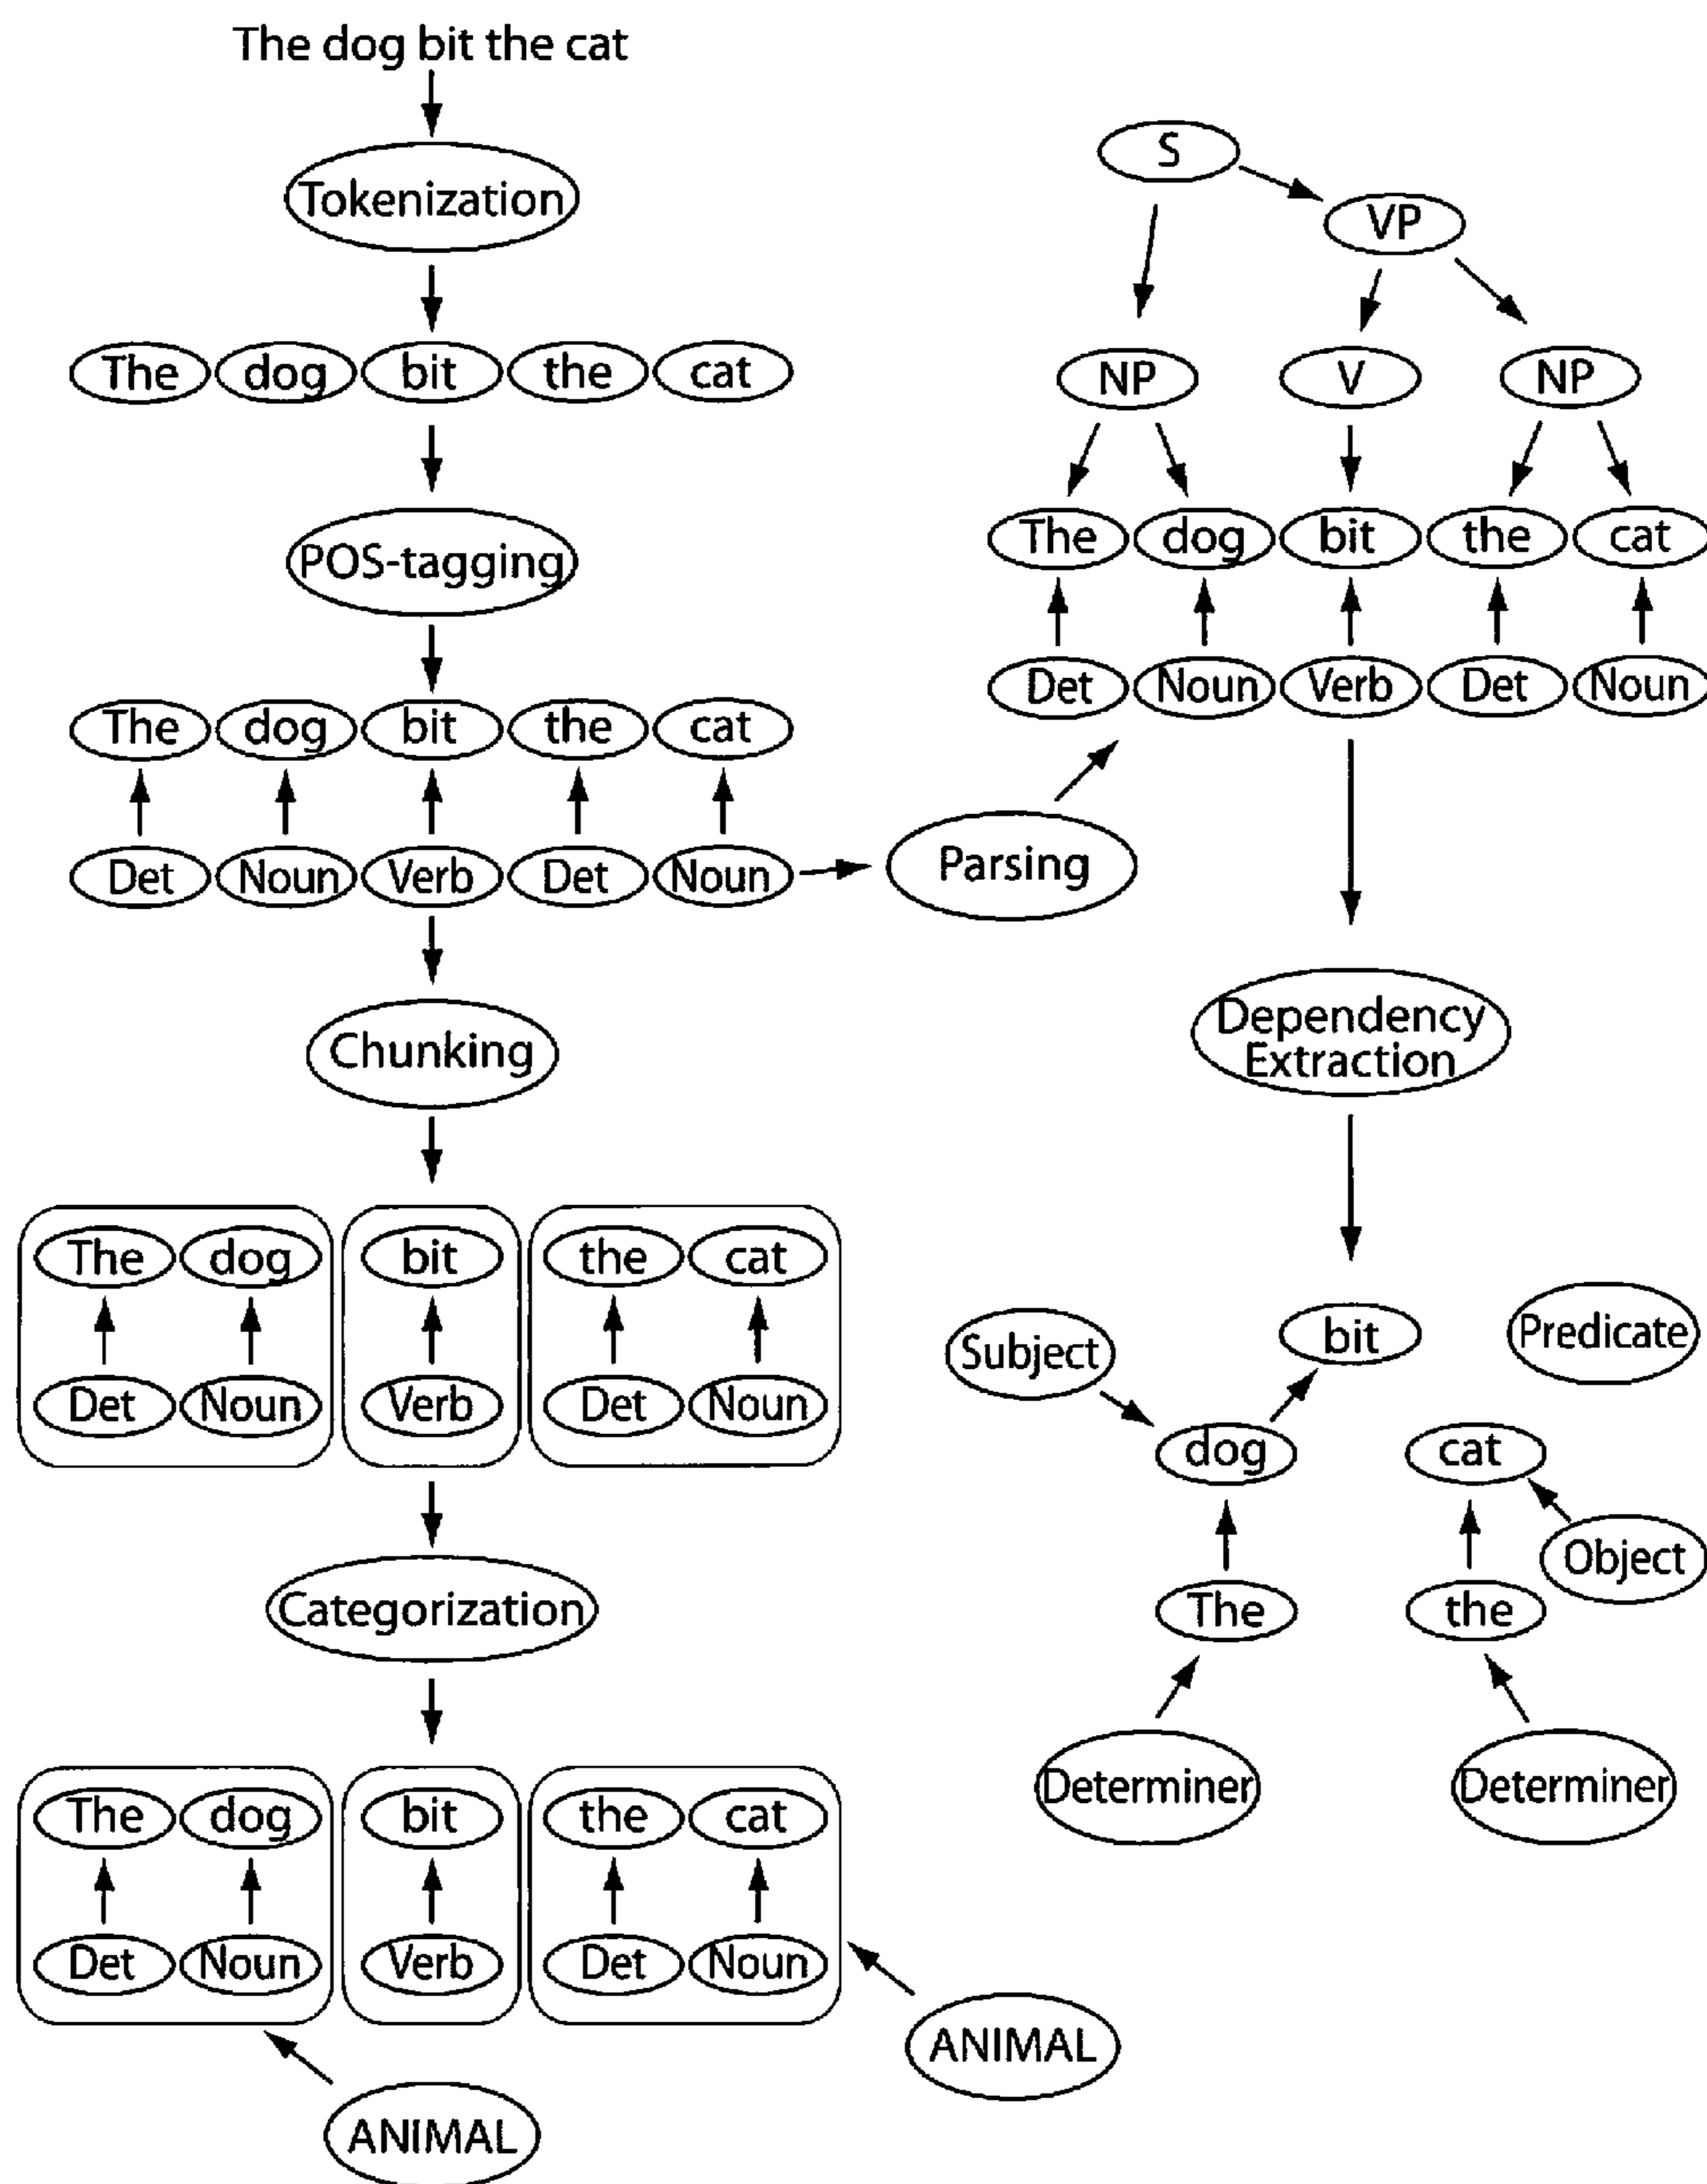 The dog bit the cat
Tokenization
The dog bit the cat
POS-tagging
The dog bit the cat
Det Noun Verb Det Noun
Chunking
The dog bit the cat
Det Noun Verb Det Noun
Categorization
The dog bit the cat
Det Noun Verb Det Noun
ANIMAL
ANIMAL
Parsing
S
VP
NP V NP
The dog bit the cat
Det Noun Verb Det Noun
Dependency
Extraction
Subject bit Predicate
dog cat
Object
The the
Determiner Determiner